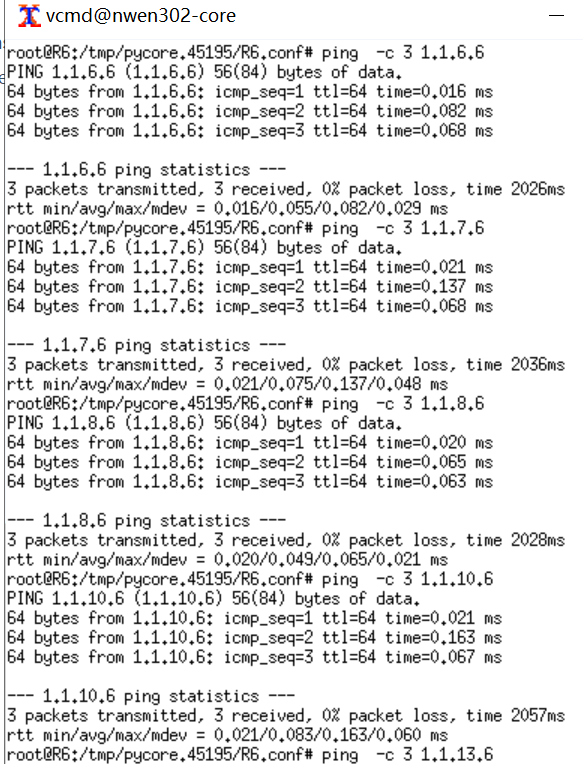 vcmd@nwen302-core
root@R6:/tmp/pycore.45195/R6.conf# ping  -c 3 1.1.6.6
PING 1.1.6.6 (1.1.6.6) 56(84) bytes of data.
64 bytes from 1.1.6.6: icmp_seq=1 ttl=64 time=0.016 ms
64 bytes from 1.1.6.6: icmp_seq=2 ttl=64 time=0.082 ms
64 bytes from 1.1.6.6: icmp_seq=3 ttl=64 time=0.068 ms

--- 1.1.6.6 ping statistics ---
3 packets transmitted, 3 received, 0% packet loss, time 2026ms
rtt min/avg/max/mdev = 0.016/0.055/0.082/0.029 ms
root@R6:/tmp/pycore.45195/R6.conf# ping  -c 3 1.1.7.6
PING 1.1.7.6 (1.1.7.6) 56(84) bytes of data.
64 bytes from 1.1.7.6: icmp_seq=1 ttl=64 time=0.021 ms
64 bytes from 1.1.7.6: icmp_seq=2 ttl=64 time=0.137 ms
64 bytes from 1.1.7.6: icmp_seq=3 ttl=64 time=0.068 ms

--- 1.1.7.6 ping statistics ---
3 packets transmitted, 3 received, 0% packet loss, time 2036ms
rtt min/avg/max/mdev = 0.021/0.075/0.137/0.048 ms
root@R6:/tmp/pycore.45195/R6.conf# ping  -c 3 1.1.8.6
PING 1.1.8.6 (1.1.8.6) 56(84) bytes of data.
64 bytes from 1.1.8.6: icmp_seq=1 ttl=64 time=0.020 ms
64 bytes from 1.1.8.6: icmp_seq=2 ttl=64 time=0.065 ms
64 bytes from 1.1.8.6: icmp_seq=3 ttl=64 time=0.063 ms

--- 1.1.8.6 ping statistics ---
3 packets transmitted, 3 received, 0% packet loss, time 2028ms
rtt min/avg/max/mdev = 0.020/0.049/0.065/0.021 ms
root@R6:/tmp/pycore.45195/R6.conf# ping  -c 3 1.1.10.6
PING 1.1.10.6 (1.1.10.6) 56(84) bytes of data.
64 bytes from 1.1.10.6: icmp_seq=1 ttl=64 time=0.021 ms
64 bytes from 1.1.10.6: icmp_seq=2 ttl=64 time=0.163 ms
64 bytes from 1.1.10.6: icmp_seq=3 ttl=64 time=0.067 ms

--- 1.1.10.6 ping statistics ---
3 packets transmitted, 3 received, 0% packet loss, time 2057ms
rtt min/avg/max/mdev = 0.021/0.083/0.163/0.060 ms
root@R6:/tmp/pycore.45195/R6.conf# ping  -c 3 1.1.13.6